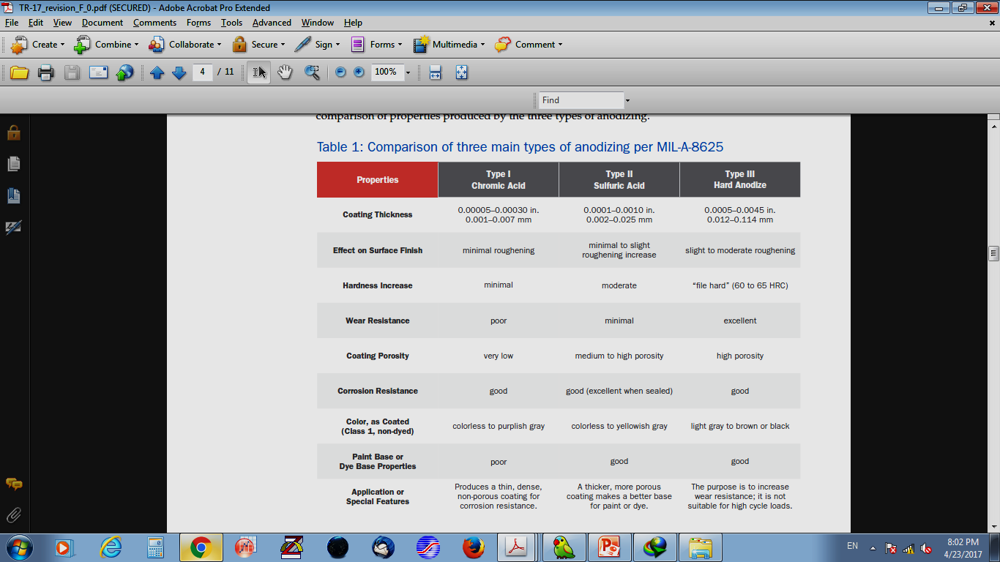 TR-17_revision_F_0.pdf (SECURED) - Adobe Acrobat Pro Extended
File Edit View Document Comments Forms Tools Advanced Window Help
Create Combine Collaborate Secure Sign Forms Multimedia Comment
4 / 11 100%
Find
comparison of properties produced by the three types of anodizing.
Table 1: Comparison of three main types of anodizing per MIL-A-8625
Properties
Type I
Chromic Acid
Type II
Sulfuric Acid
Type III
Hard Anodize
Coating Thickness
0.00005–0.00030 in.
0.001–0.007 mm
0.0001–0.0010 in.
0.002–0.025 mm
0.0005–0.0045 in.
0.012–0.114 mm
Effect on Surface Finish
minimal roughening
minimal to slight
roughening increase
slight to moderate roughening
Hardness Increase
minimal
moderate
“file hard” (60 to 65 HRC)
Wear Resistance
poor
minimal
excellent
Coating Porosity
very low
medium to high porosity
high porosity
Corrosion Resistance
good
good (excellent when sealed)
good
Color, as Coated
(Class 1, non-dyed)
colorless to purplish gray
colorless to yellowish gray
light gray to brown or black
Paint Base or
Dye Base Properties
poor
good
good
Application or
Special Features
Produces a thin, dense,
non-porous coating for
corrosion resistance.
A thicker, more porous
coating makes a better base
for paint or dye.
The purpose is to increase
wear resistance; it is not
suitable for high cycle loads.
EN
8:02 PM
4/23/2017